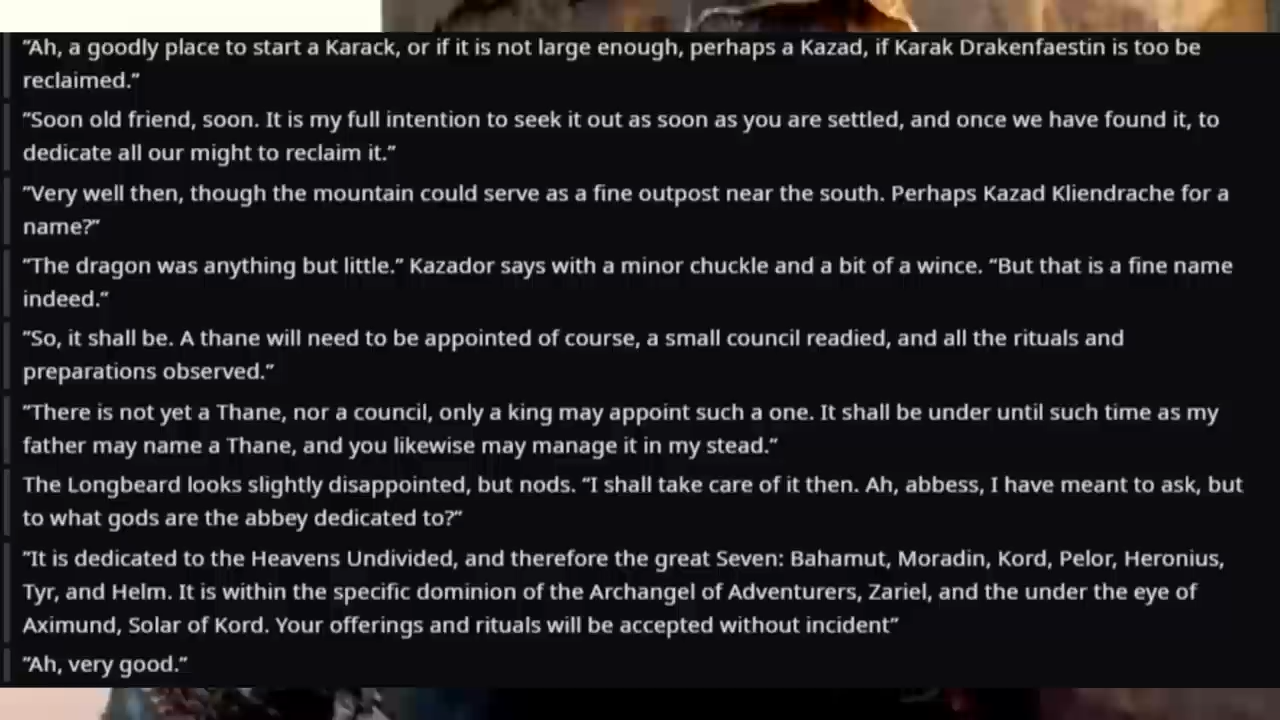 “Ah, a goodly place to start a Karack, or if it is not large enough, perhaps a Kazad, if Karak Drakenfaestin is too be
reclaimed.”
“Soon old friend, soon. It is my full intention to seek it out as soon as you are settled, and once we have found it, to
dedicate all our might to reclaim it.”
“Very well then, though the mountain could serve as a fine outpost near the south. Perhaps Kazad Kliendrache for a
name?”
“The dragon was anything but little.” Kazador says with a minor chuckle and a bit of a wince. “But that is a fine name
indeed.”
“So, it shall be. A thane will need to be appointed of course, a small council readied, and all the rituals and
preparations observed.”
“There is not yet a Thane, nor a council, only a king may appoint such a one. It shall be under until such time as my
father may name a Thane, and you likewise may manage it in my stead.”
The Longbeard looks slightly disappointed, but nods. “I shall take care of it then. Ah, abbess, I have meant to ask, but
to what gods are the abbey dedicated to?”
“It is dedicated to the Heavens Undivided, and therefore the great Seven: Bahamut, Moradin, Kord, Pelor, Heronius,
Tyr, and Helm. It is within the specific dominion of the Archangel of Adventurers, Zariel, and the under the eye of
Aximund, Solar of Kord. Your offerings and rituals will be accepted without incident”
“Ah, very good.”